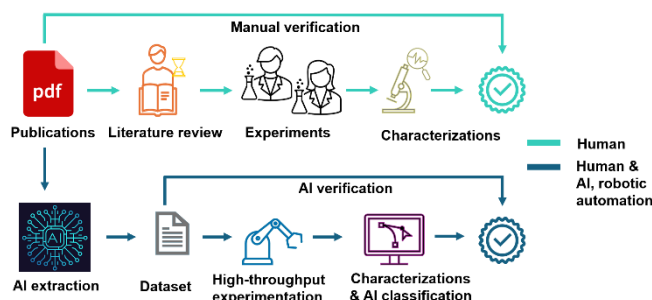 Manual verification
pdf
Publications
Literature review
Experiments
Characterizations
Human
Human &
AI, robotic
automation
AI verification
AI
AI extraction
Dataset
High-throughput
experimentation
Characterizations
& AI classification